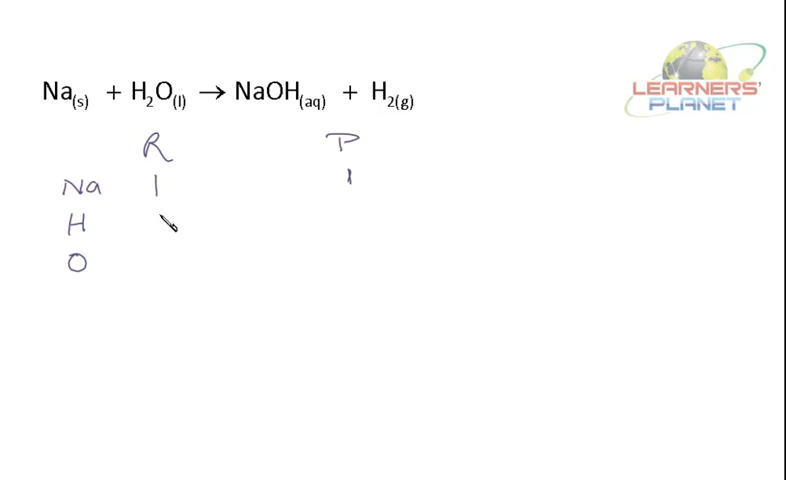 LEARNERS'
PLANET
Na(s) + H2O(l) → NaOH(aq) + H2(g)
R P
Na 1 1
H
O